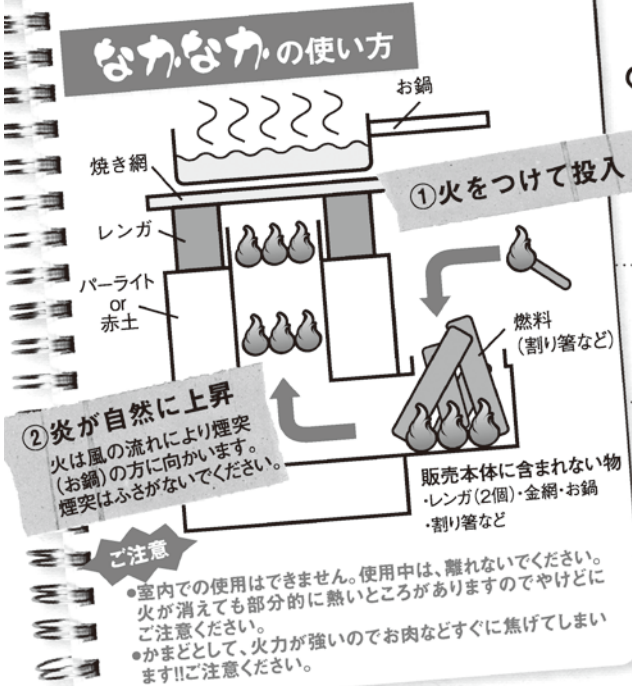 なかなかの使い方
お鍋
焼き網
①火をつけて投入
レンガ
パーライト
or
赤土
燃料
(割り箸など)
②炎が自然に上昇
火は風の流れにより煙突
(お鍋)の方に向かいます。
煙突はふさがないでください。
販売本体に含まれない物
・レンガ(2個)・金網・お鍋
・割り箸など
ご注意
●室内での使用はできません。使用中は、離れないでください。
火が消えても部分的に熱いところがありますのでやけどに
ご注意ください。
●かまどとして、火力が強いのでお肉などすぐに焦げてしまい
ます!!ご注意ください。